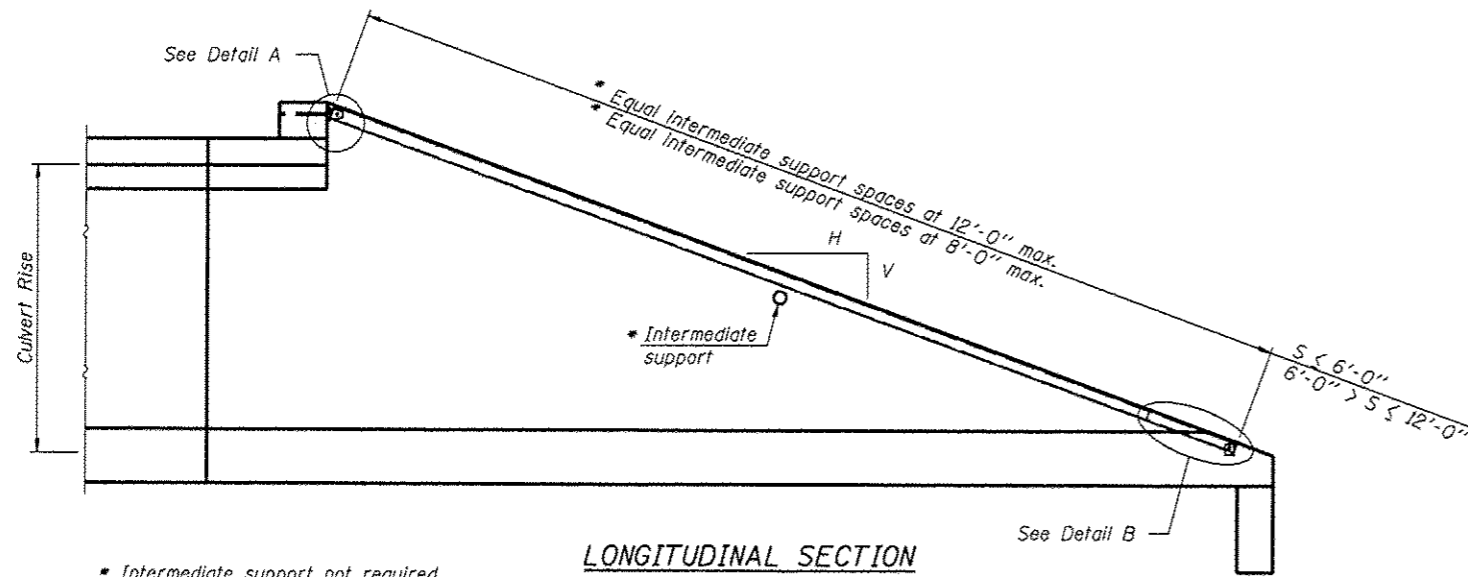 See Detail A
* Equal intermediate support spaces at 12'-0" max.
* Equal intermediate support spaces at 8'-0" max.
H
V
Culvert Rise
* Intermediate
support
S < 6'-0"
6'-0" > S ≤ 12'-0"
See Detail B
LONGITUDINAL SECTION
* Intermediate support not required